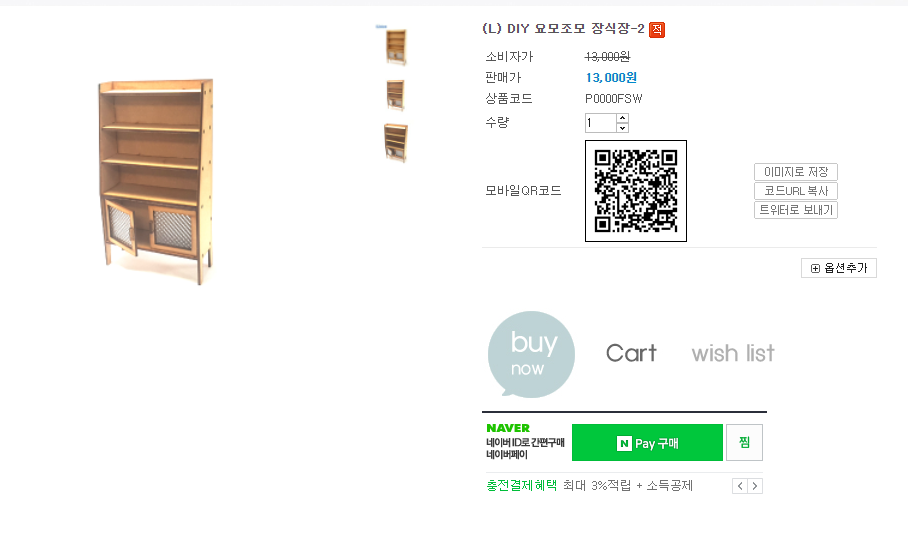 (L) DIY 요모조모 장식장-2 적
소비자가 13,000원
판매가 13,000원
상품코드 P0000FSW
수량 1
모바일QR코드
이미지로 저장
코드URL 복사
트위터로 보내기
옵션추가
buy now
Cart
wish list
NAVER
네이버 ID로 간편구매
네이버페이
N Pay 구매
찜
충전결제혜택 최대 3%적립 + 소득공제